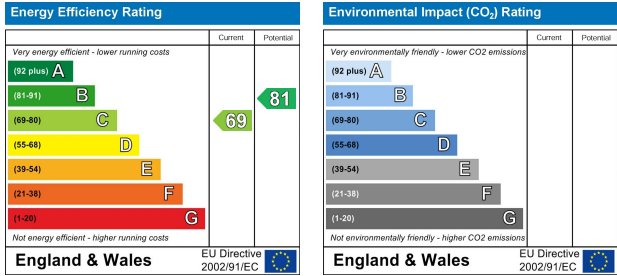 Energy Efficiency Rating
Current Potential
Very energy efficient - lower running costs
(92 plus) A
(81-91) B
81
(69-80) C
69
(55-68) D
(39-54) E
(21-38) F
(1-20) G
Not energy efficient - higher running costs
England & Wales
EU Directive
2002/91/EC
Environmental Impact (CO₂) Rating
Current Potential
Very environmentally friendly - lower CO2 emissions
(92 plus) A
(81-91) B
(69-80) C
(55-68) D
(39-54) E
(21-38) F
(1-20) G
Not environmentally friendly - higher CO2 emissions
England & Wales
EU Directive
2002/91/EC